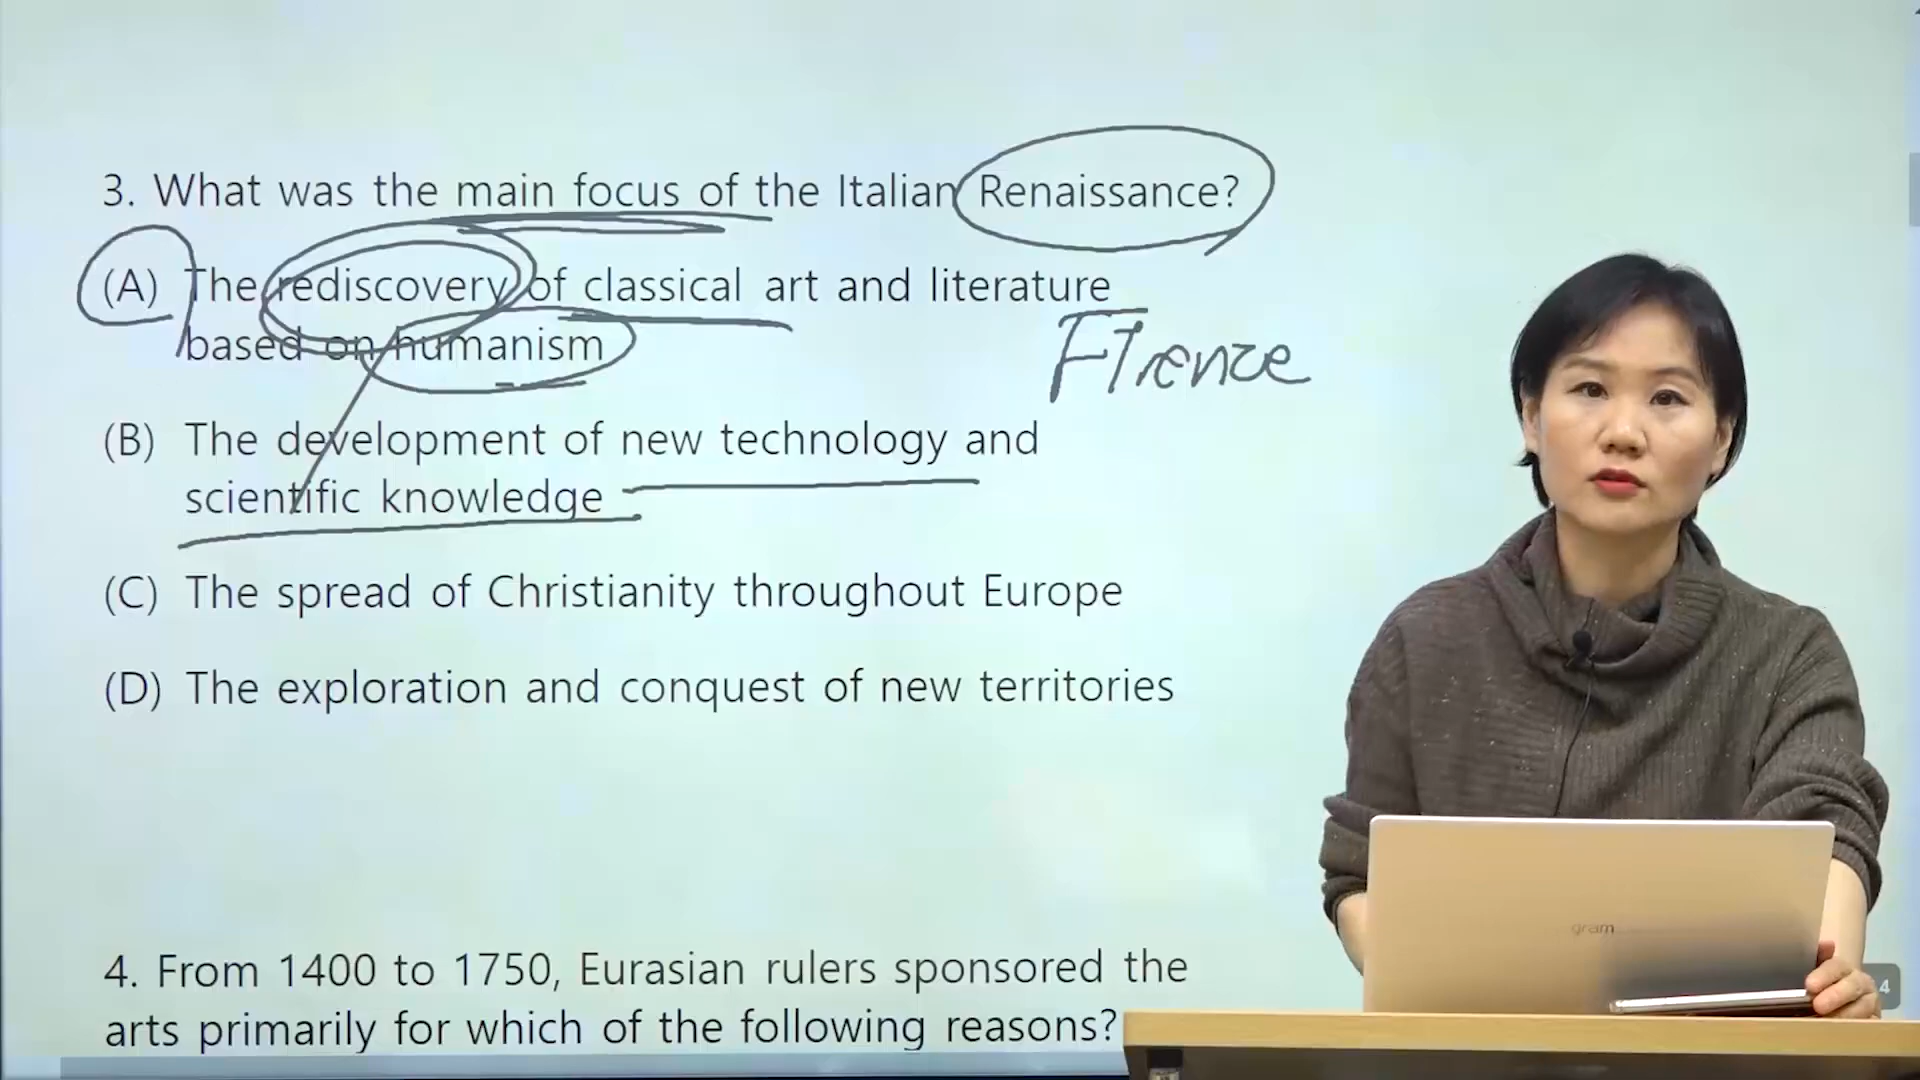 3. What was the main focus of the Italian Renaissance?
(A) The rediscovery of classical art and literature
based on humanism
Firenze
(B) The development of new technology and
scientific knowledge
(C) The spread of Christianity throughout Europe
(D) The exploration and conquest of new territories
4. From 1400 to 1750, Eurasian rulers sponsored the
arts primarily for which of the following reasons?
gram
4